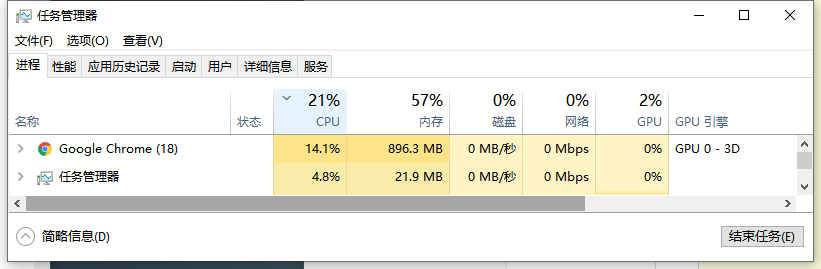 任务管理器
文件(F) 选项(O) 查看(V)
进程 性能 应用历史记录 启动 用户 详细信息 服务
21% 57% 0% 0% 2%
名称 状态 CPU 内存 磁盘 网络 GPU GPU 引擎
Google Chrome (18) 14.1% 896.3 MB 0 MB/秒 0 Mbps 0% GPU 0 - 3D
任务管理器 4.8% 21.9 MB 0 MB/秒 0 Mbps 0%
简略信息(D) 结束任务(E)